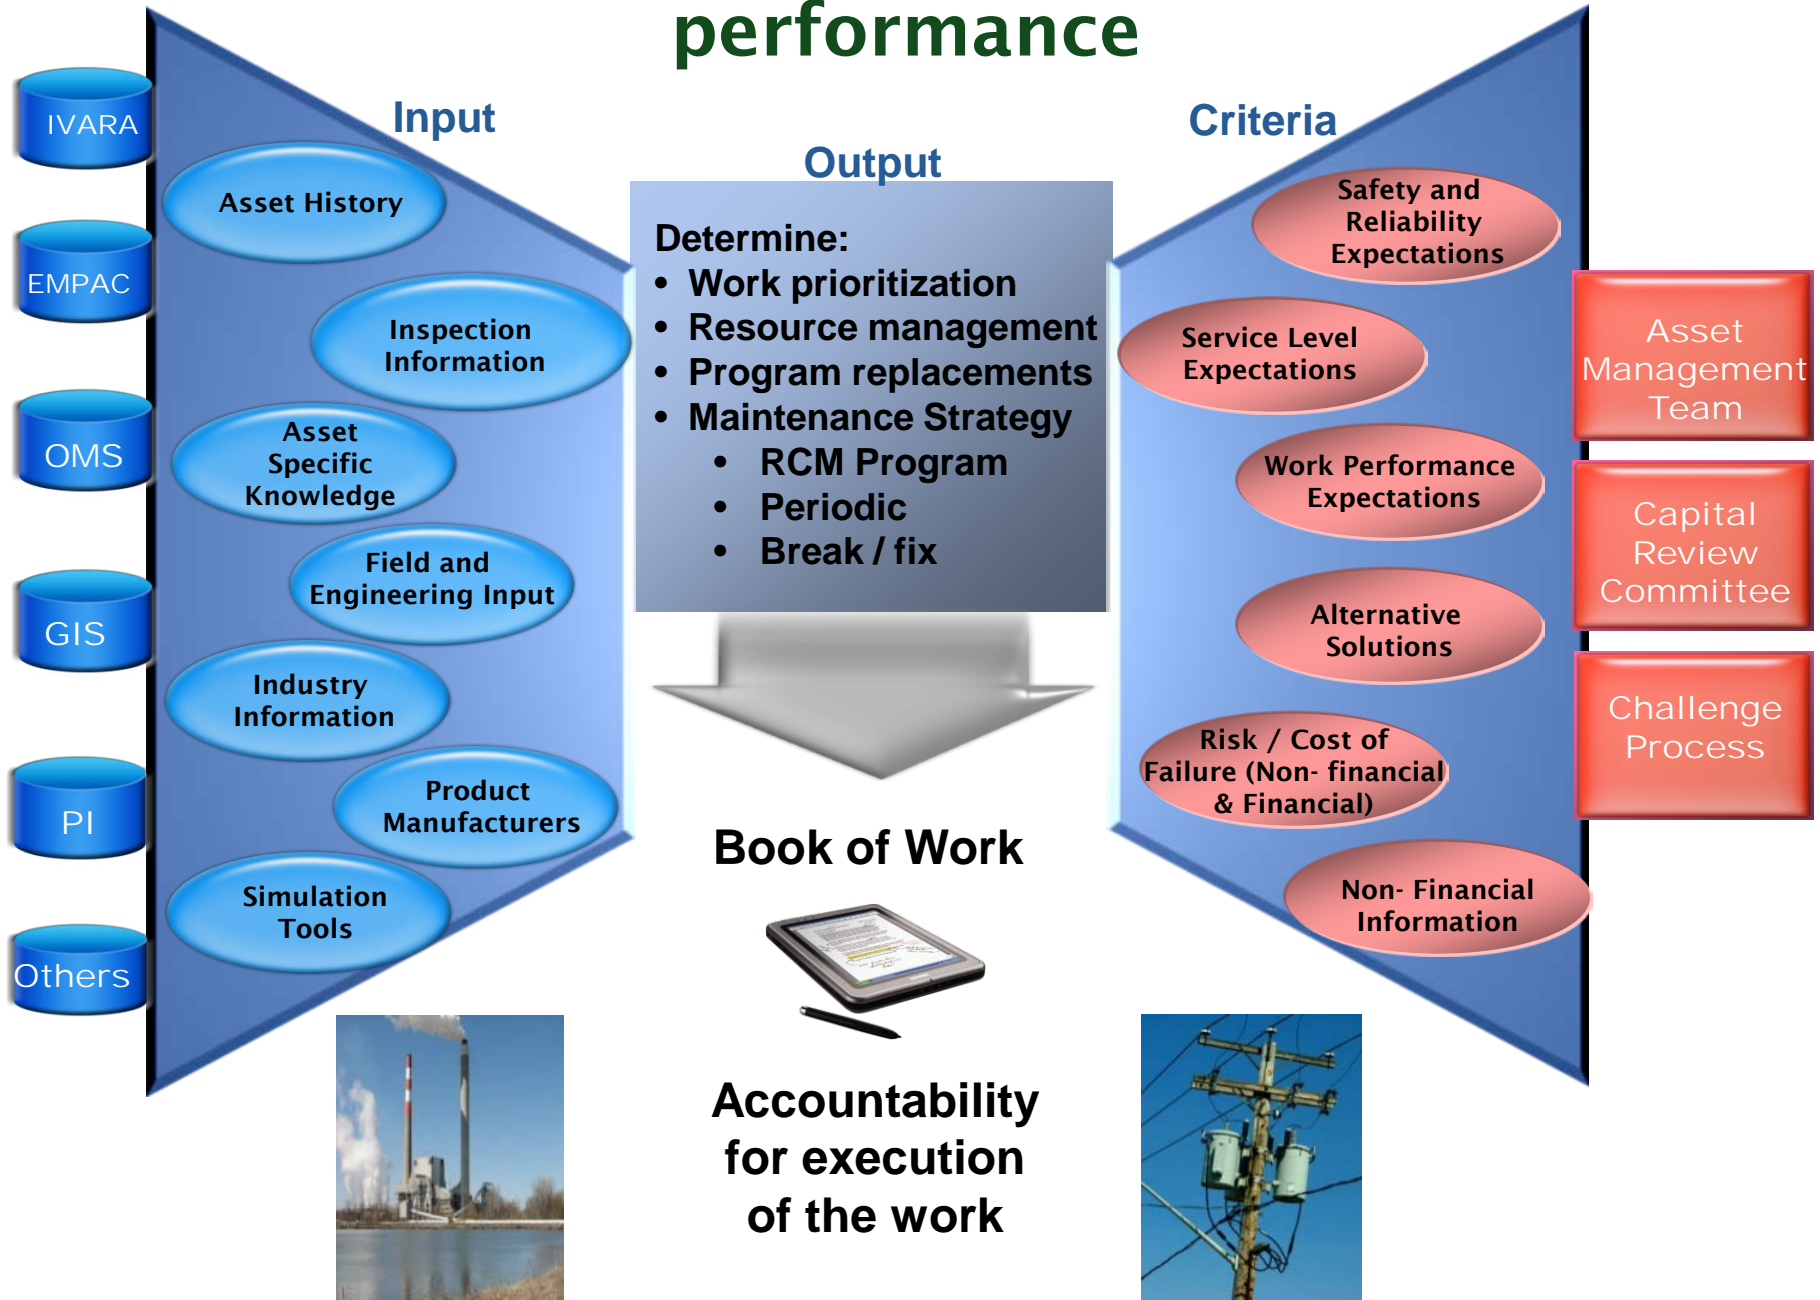 performance
Input
IVARA
EMPAC
OMS
GIS
PI
Others
Asset History
Inspection
Information
Asset
Specific
Knowledge
Field and
Engineering Input
Industry
Information
Product
Manufacturers
Simulation
Tools
Output
Determine:
• Work prioritization
• Resource management
• Program replacements
• Maintenance Strategy
• RCM Program
• Periodic
• Break / fix
Book of Work
Accountability
for execution
of the work
Criteria
Safety and
Reliability
Expectations
Service Level
Expectations
Work Performance
Expectations
Alternative
Solutions
Risk / Cost of
Failure (Non- financial
& Financial)
Non- Financial
Information
Asset
Management
Team
Capital
Review
Committee
Challenge
Process